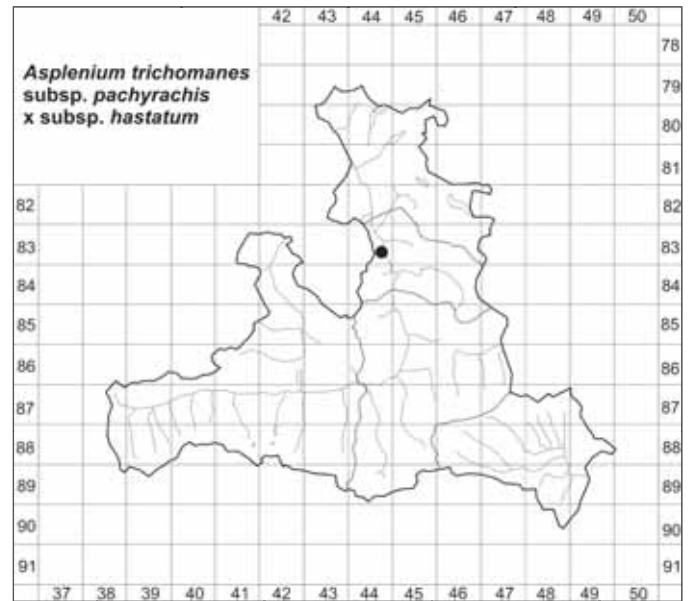 42 43 44 44 46 47 48 49 50
78
Asplenium trichomanes
subsp. pachyrachis
x subsp. hastatum
79
80
81
82 82
83 83
84 84
85 85
86 86
87 87
88 88
89 89
90 90
91 91
37 38 39 40 41 42 43 44 45 46 47 48 49 50